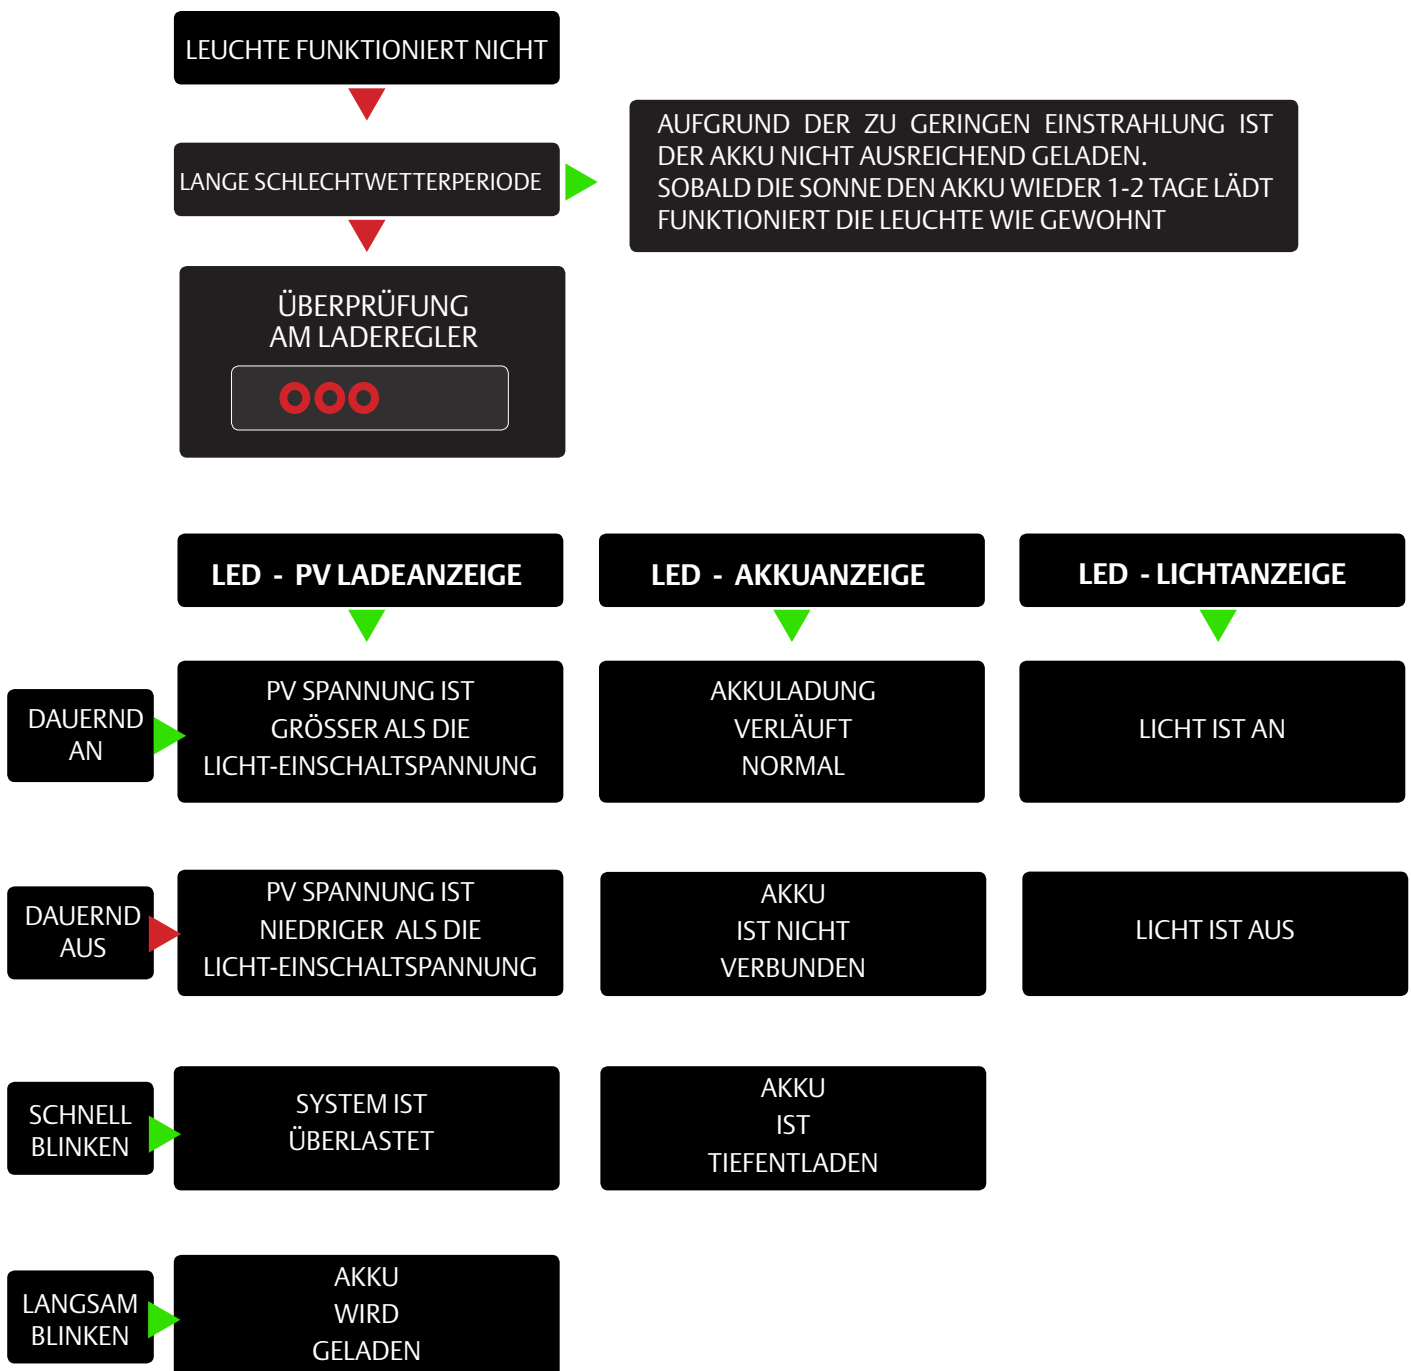 LEUCHTE FUNKTIONIERT NICHT
LANGE SCHLECHTWETTERPERIODE
AUFGRUND DER ZU GERINGEN EINSTRAHLUNG IST
DER AKKU NICHT AUSREICHEND GELADEN.
SOBALD DIE SONNE DEN AKKU WIEDER 1-2 TAGE LÄDT
FUNKTIONIERT DIE LEUCHTE WIE GEWOHNT
ÜBERPRÜFUNG
AM LADEREGLER
LED - PV LADEANZEIGE
LED - AKKUANZEIGE
LED - LICHTANZEIGE
DAUERND
AN
PV SPANNUNG IST
GRÖSSER ALS DIE
LICHT-EINSCHALTSPANNUNG
AKKULADUNG
VERLÄUFT
NORMAL
LICHT IST AN
DAUERND
AUS
PV SPANNUNG IST
NIEDRIGER ALS DIE
LICHT-EINSCHALTSPANNUNG
AKKU
IST NICHT
VERBUNDEN
LICHT IST AUS
SCHNELL
BLINKEN
SYSTEM IST
ÜBERLASTET
AKKU
IST
TIEFENTLADEN
LANGSAM
BLINKEN
AKKU
WIRD
GELADEN